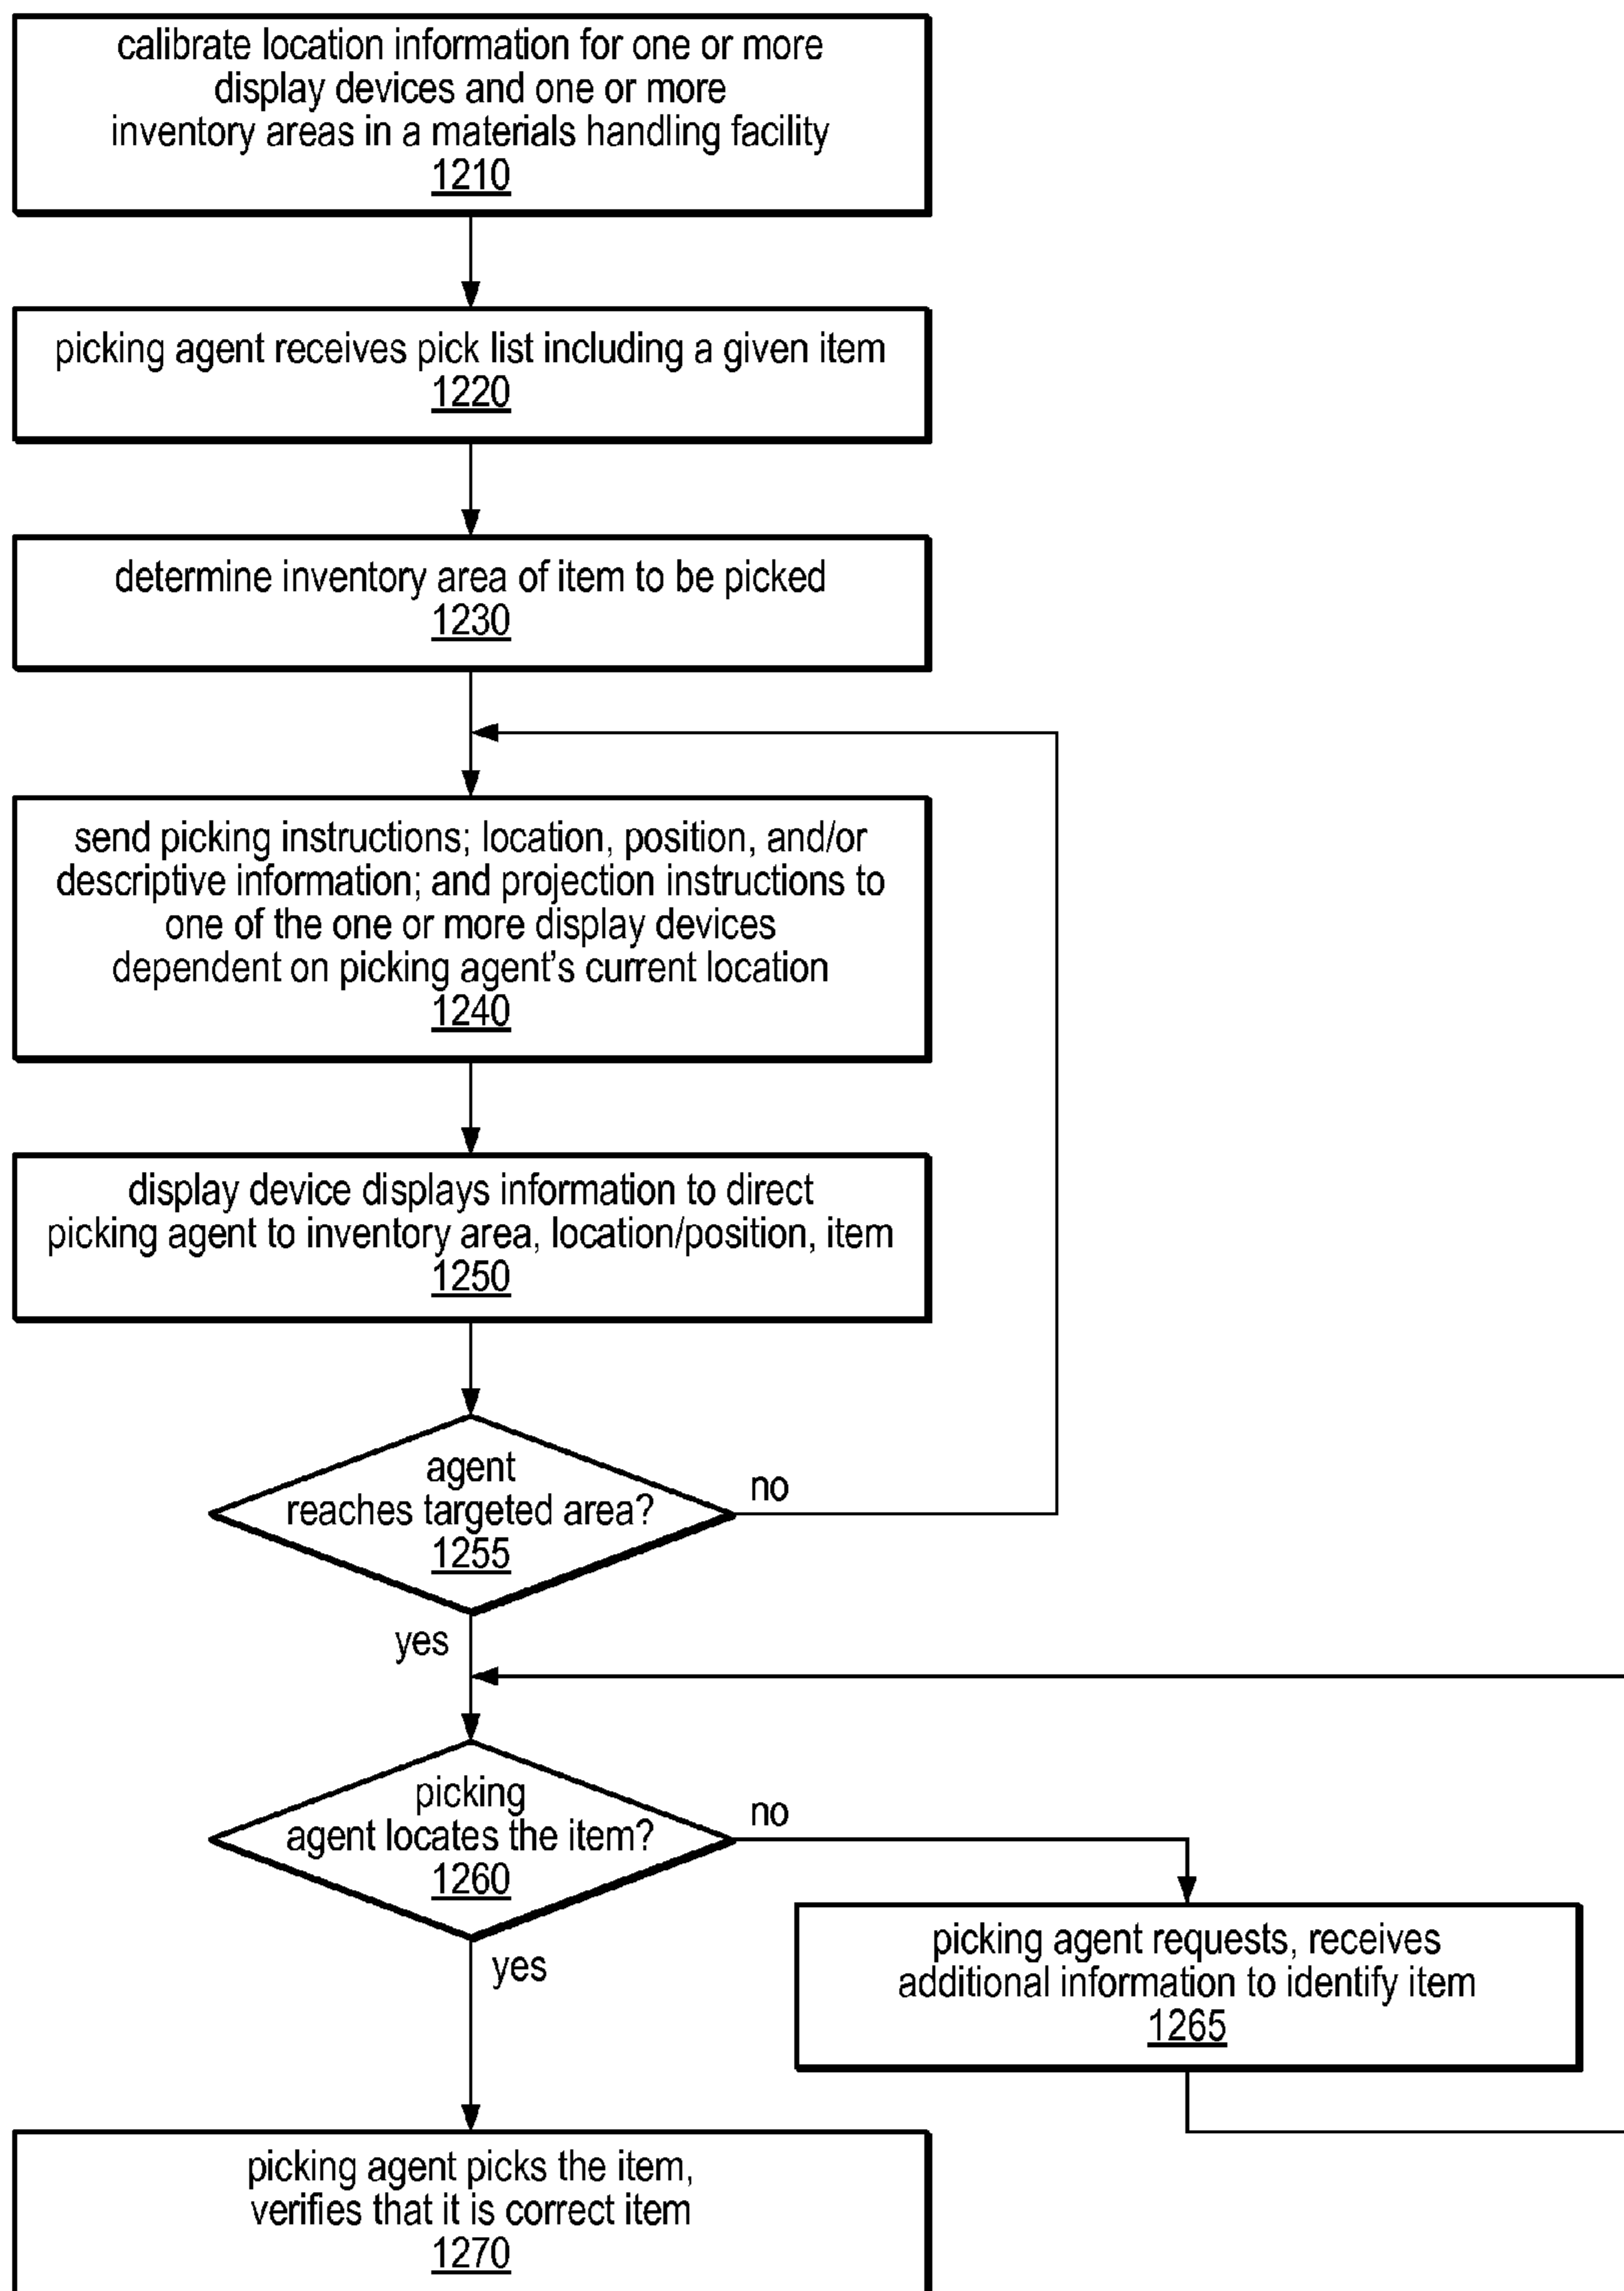 calibrate location information for one or more
display devices and one or more
inventory areas in a materials handling facility
1210
picking agent receives pick list including a given item
1220
determine inventory area of item to be picked
1230
send picking instructions; location, position, and/or
descriptive information; and projection instructions to
one of the one or more display devices
dependent on picking agent's current location
1240
display device displays information to direct
picking agent to inventory area, location/position, item
1250
agent
reaches targeted area?
1255
no
yes
picking
agent locates the item?
1260
no
yes
picking agent requests, receives
additional information to identify item
1265
picking agent picks the item,
verifies that it is correct item
1270